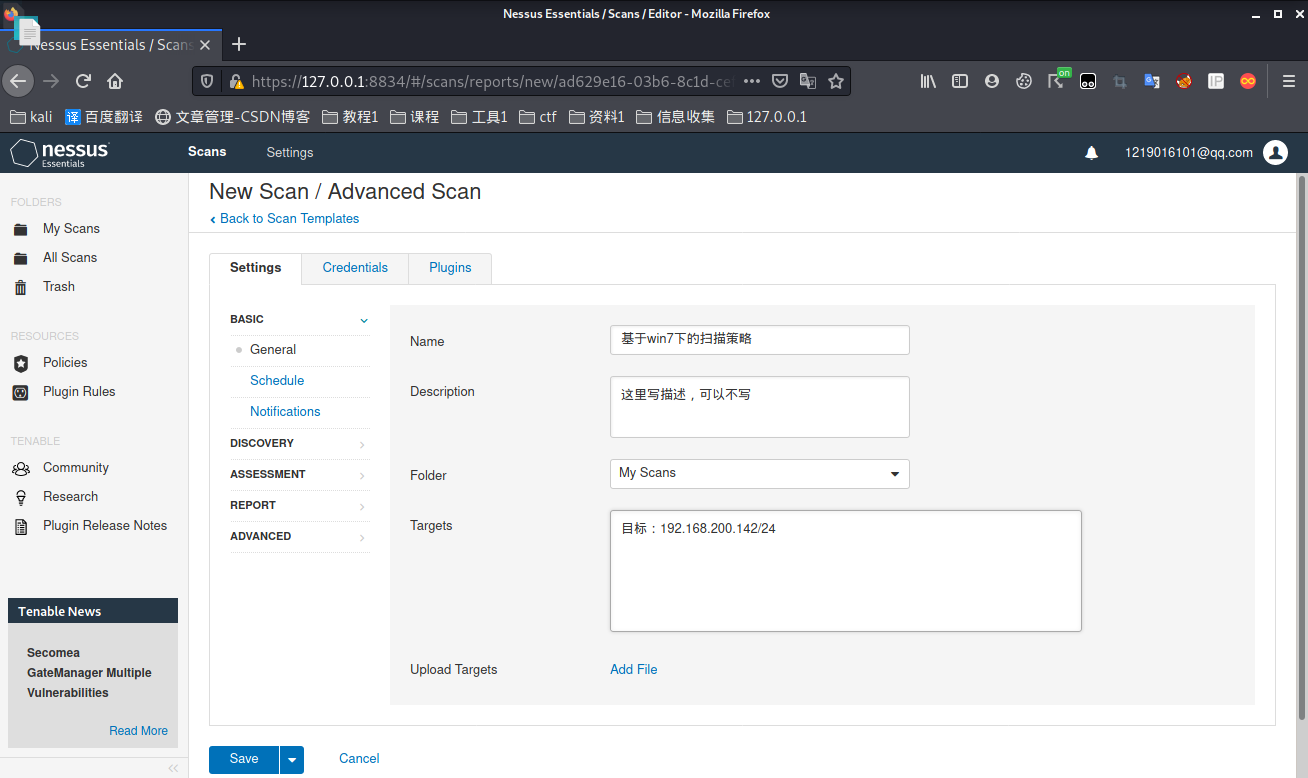 Nessus Essentials / Scans / Editor - Mozilla Firefox
Nessus Essentials / Scans
https://127.0.0.1:8834/#/scans/reports/new/ad629e16-03b6-8c1d-cef
on
IP
kali
译 百度翻译
文章管理-CSDN博客
教程1
课程
工具1
ctf
资料1
信息收集
127.0.0.1
nessus
Essentials
Scans
Settings
1219016101@qq.com
FOLDERS
My Scans
All Scans
Trash
RESOURCES
Policies
Plugin Rules
TENABLE
Community
Research
Plugin Release Notes
Tenable News
Secomea
GateManager Multiple
Vulnerabilities
Read More
New Scan / Advanced Scan
Back to Scan Templates
Settings
Credentials
Plugins
BASIC
General
Schedule
Notifications
DISCOVERY
ASSESSMENT
REPORT
ADVANCED
Name
基于win7下的扫描策略
Description
这里写描述，可以不写
Folder
My Scans
Targets
目标：192.168.200.142/24
Upload Targets
Add File
Save
Cancel